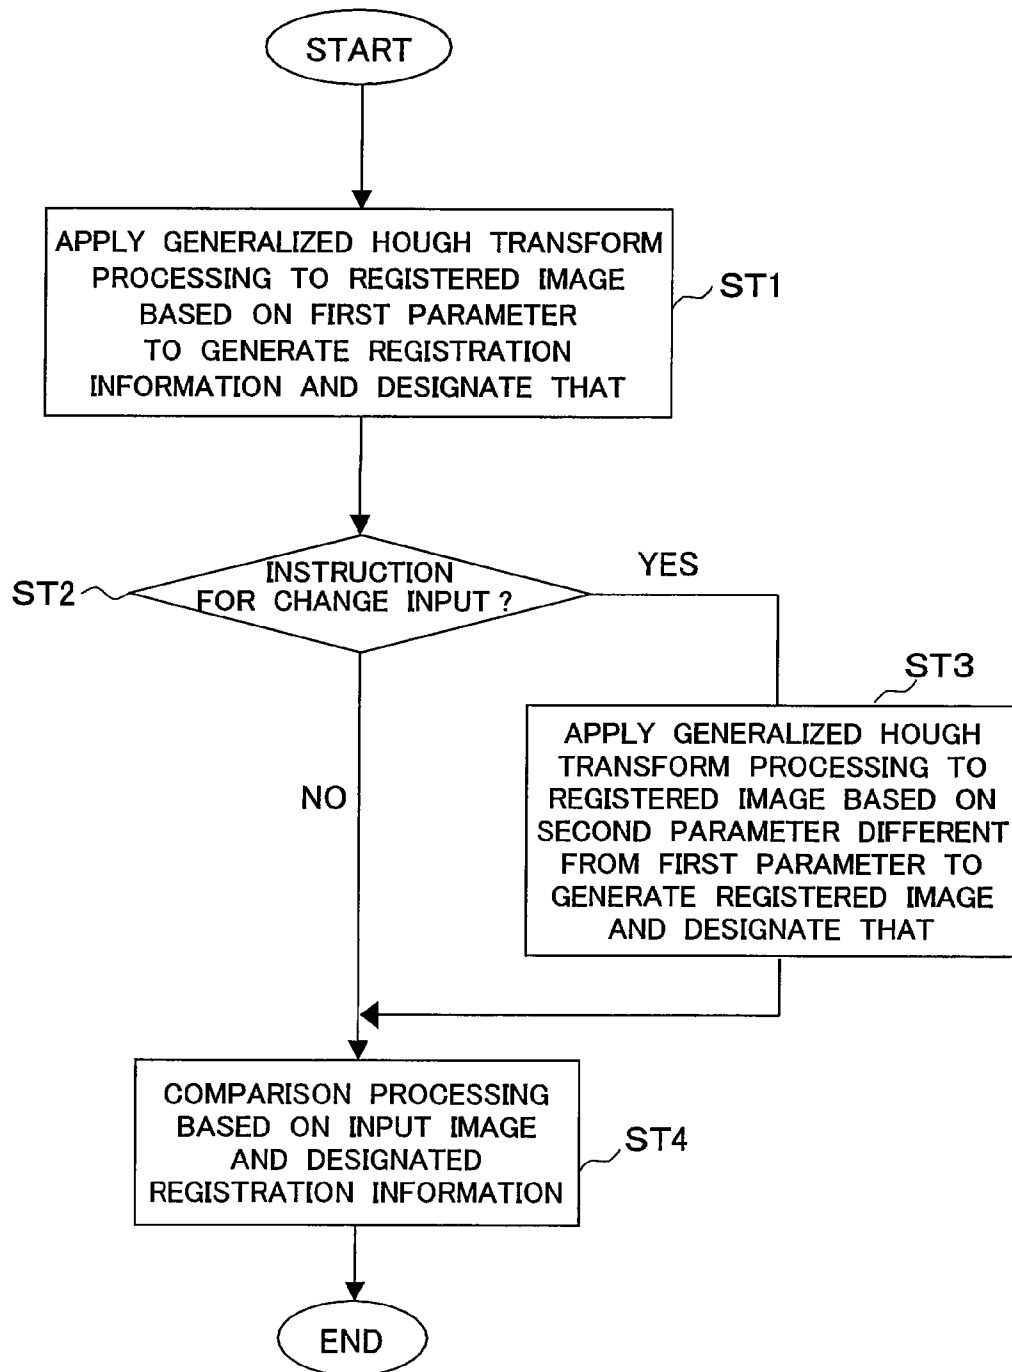 START
APPLY GENERALIZED HOUGH TRANSFORM
PROCESSING TO REGISTERED IMAGE
BASED ON FIRST PARAMETER
TO GENERATE REGISTRATION
INFORMATION AND DESIGNATE THAT
ST1
INSTRUCTION
FOR CHANGE INPUT ?
ST2
YES
NO
ST3
APPLY GENERALIZED HOUGH
TRANSFORM PROCESSING TO
REGISTERED IMAGE BASED ON
SECOND PARAMETER DIFFERENT
FROM FIRST PARAMETER TO
GENERATE REGISTERED IMAGE
AND DESIGNATE THAT
COMPARISON PROCESSING
BASED ON INPUT IMAGE
AND DESIGNATED
REGISTRATION INFORMATION
ST4
END